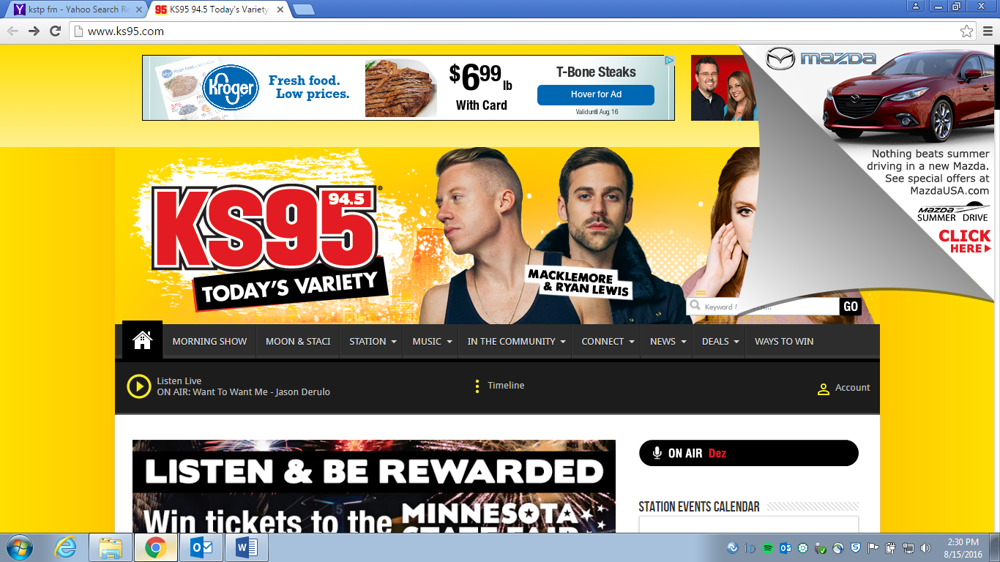 kstp fm - Yahoo Search Re
95 KS95 94.5 Today's Variety
www.ks95.com
Kroger
Fresh food.
Low prices.
$6.99 lb
With Card
T-Bone Steaks
Hover for Ad
Valid until Aug. 16
mazda
Nothing beats summer
driving in a new Mazda.
See special offers at
MazdaUSA.com
mazda
SUMMER DRIVE
CLICK
HERE
KS95
94.5
®
TODAY'S VARIETY
MACKLEMORE
& RYAN LEWIS
Keyword
GO
MORNING SHOW
MOON & STACI
STATION
MUSIC
IN THE COMMUNITY
CONNECT
NEWS
DEALS
WAYS TO WIN
Listen Live
ON AIR: Want To Want Me - Jason Derulo
Timeline
Account
LISTEN & BE REWARDED
Win tickets to the MINNESOTA
STATE FAIR
ON AIR Dez
STATION EVENTS CALENDAR
2:30 PM
8/15/2016